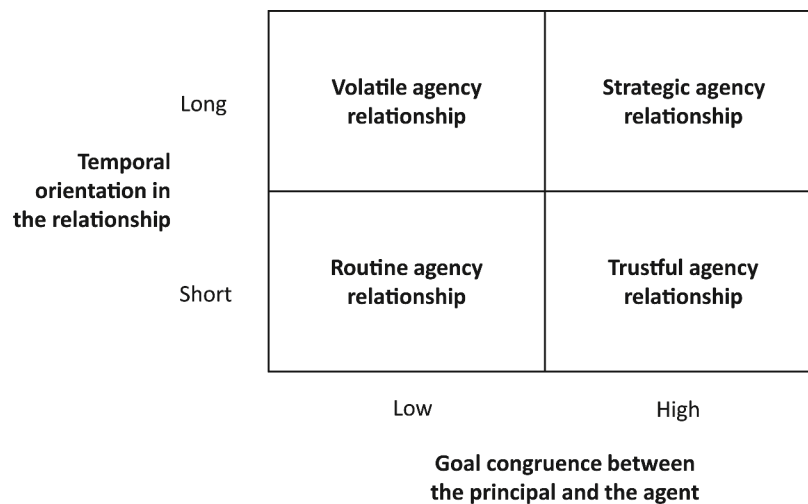 Volatile agency
relationship
Strategic agency
relationship
Long
Temporal
orientation in
the relationship
Routine agency
relationship
Trustful agency
relationship
Short
Low
High
Goal congruence between
the principal and the agent